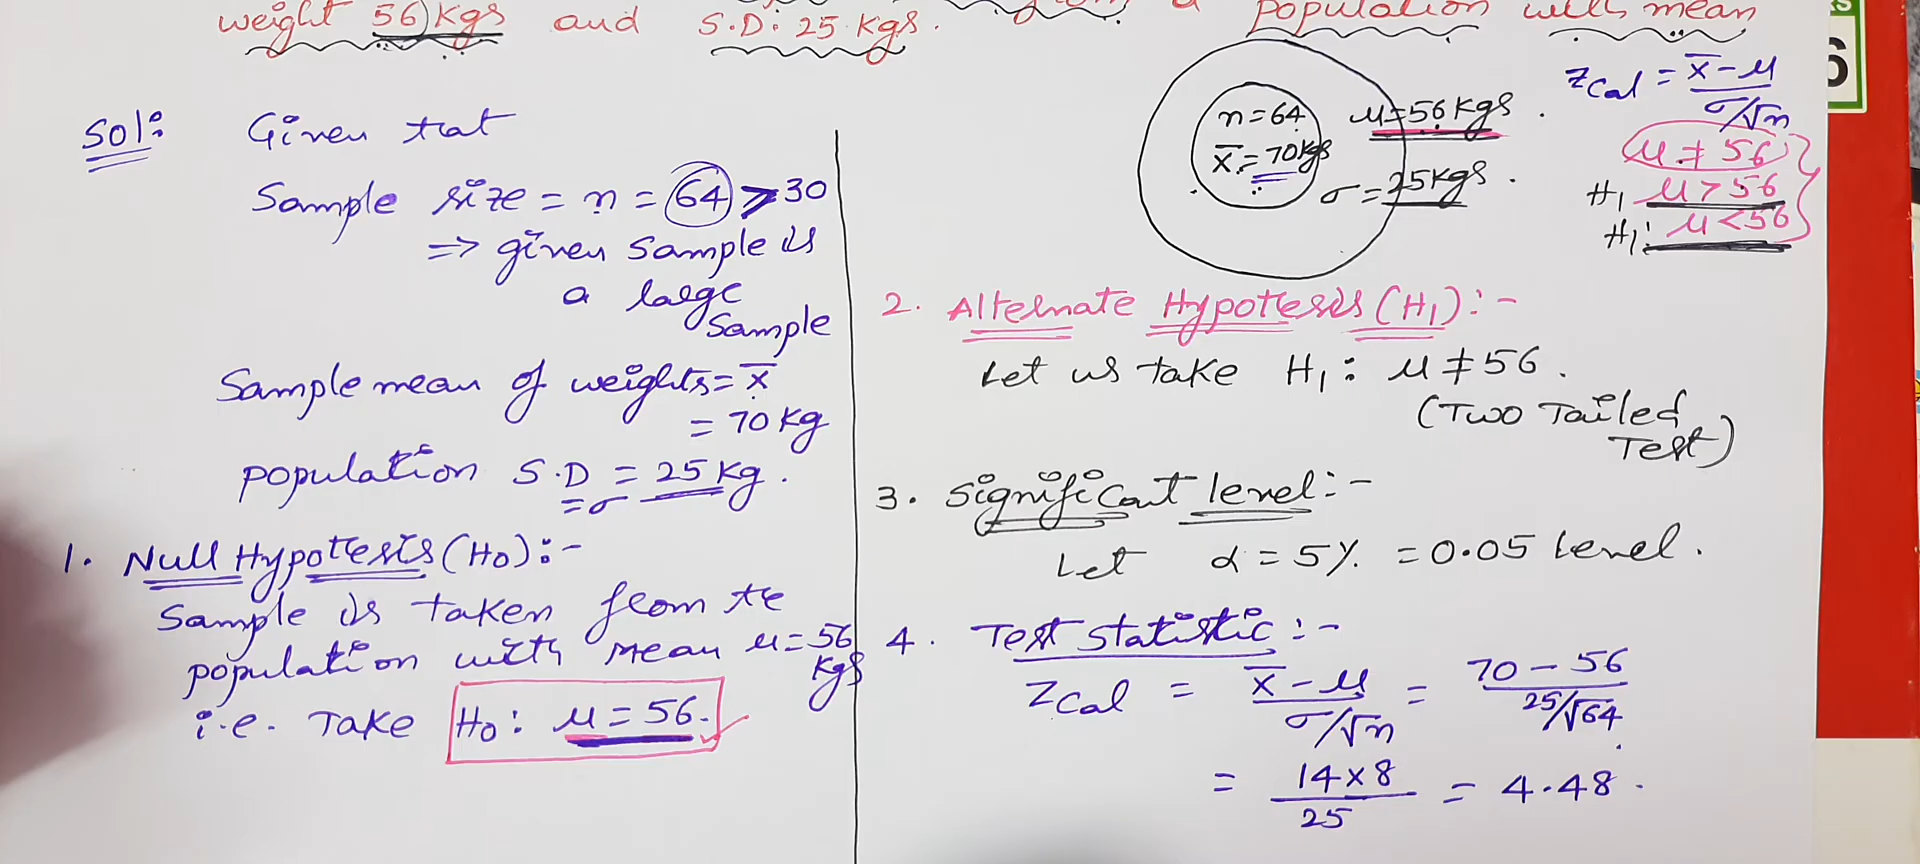 weight 56 kgs and S.D: 25 kgs. a population with mean
Sol: Given that
Sample size = n = 64 > 30
⇒ given sample is
a large
sample
Sample mean of weights = x̄
= 70 kg
population S.D = 25 kg.
= σ
1. Null Hypothesis (H0):-
Sample is taken from the
population with mean μ = 56
kgs
i.e. Take H0: μ = 56.
n = 64
x̄ = 70 kgs
μ = 56 kgs.
σ = 25 kgs.
Zcal = x̄ - μ / σ/√n
μ ≠ 56
H1 μ > 56
H1: μ < 56
2. Alternate Hypothesis (H1):-
Let us take H1: μ ≠ 56.
(Two Tailed
Test)
3. Significant level:-
Let α = 5% = 0.05 level.
4. Test statistic:-
Zcal = x̄ - μ / σ/√n = 70 - 56 / 25/√64
= 14 x 8 / 25 = 4.48.